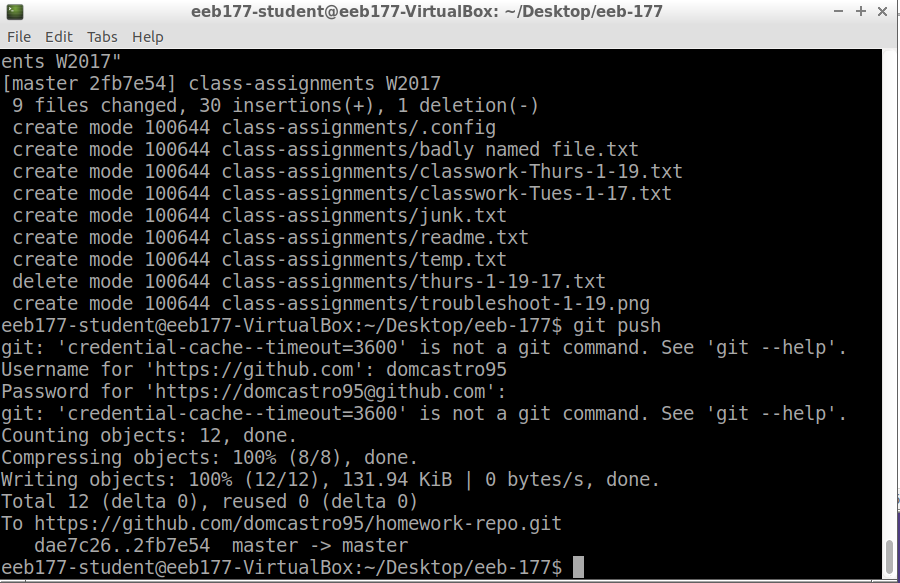 eeb177-student@eeb177-VirtualBox: ~/Desktop/eeb-177
File Edit Tabs Help
ents W2017"
[master 2fb7e54] class-assignments W2017
 9 files changed, 30 insertions(+), 1 deletion(-)
 create mode 100644 class-assignments/.config
 create mode 100644 class-assignments/badly named file.txt
 create mode 100644 class-assignments/classwork-Thurs-1-19.txt
 create mode 100644 class-assignments/classwork-Tues-1-17.txt
 create mode 100644 class-assignments/junk.txt
 create mode 100644 class-assignments/readme.txt
 create mode 100644 class-assignments/temp.txt
 delete mode 100644 class-assignments/thurs-1-19-17.txt
 create mode 100644 class-assignments/troubleshoot-1-19.png
eeb177-student@eeb177-VirtualBox:~/Desktop/eeb-177$ git push
git: 'credential-cache--timeout=3600' is not a git command. See 'git --help'.
Username for 'https://github.com': domcastro95
Password for 'https://domcastro95@github.com':
git: 'credential-cache--timeout=3600' is not a git command. See 'git --help'.
Counting objects: 12, done.
Compressing objects: 100% (8/8), done.
Writing objects: 100% (12/12), 131.94 KiB | 0 bytes/s, done.
Total 12 (delta 0), reused 0 (delta 0)
To https://github.com/domcastro95/homework-repo.git
   dae7c26..2fb7e54  master -> master
eeb177-student@eeb177-VirtualBox:~/Desktop/eeb-177$